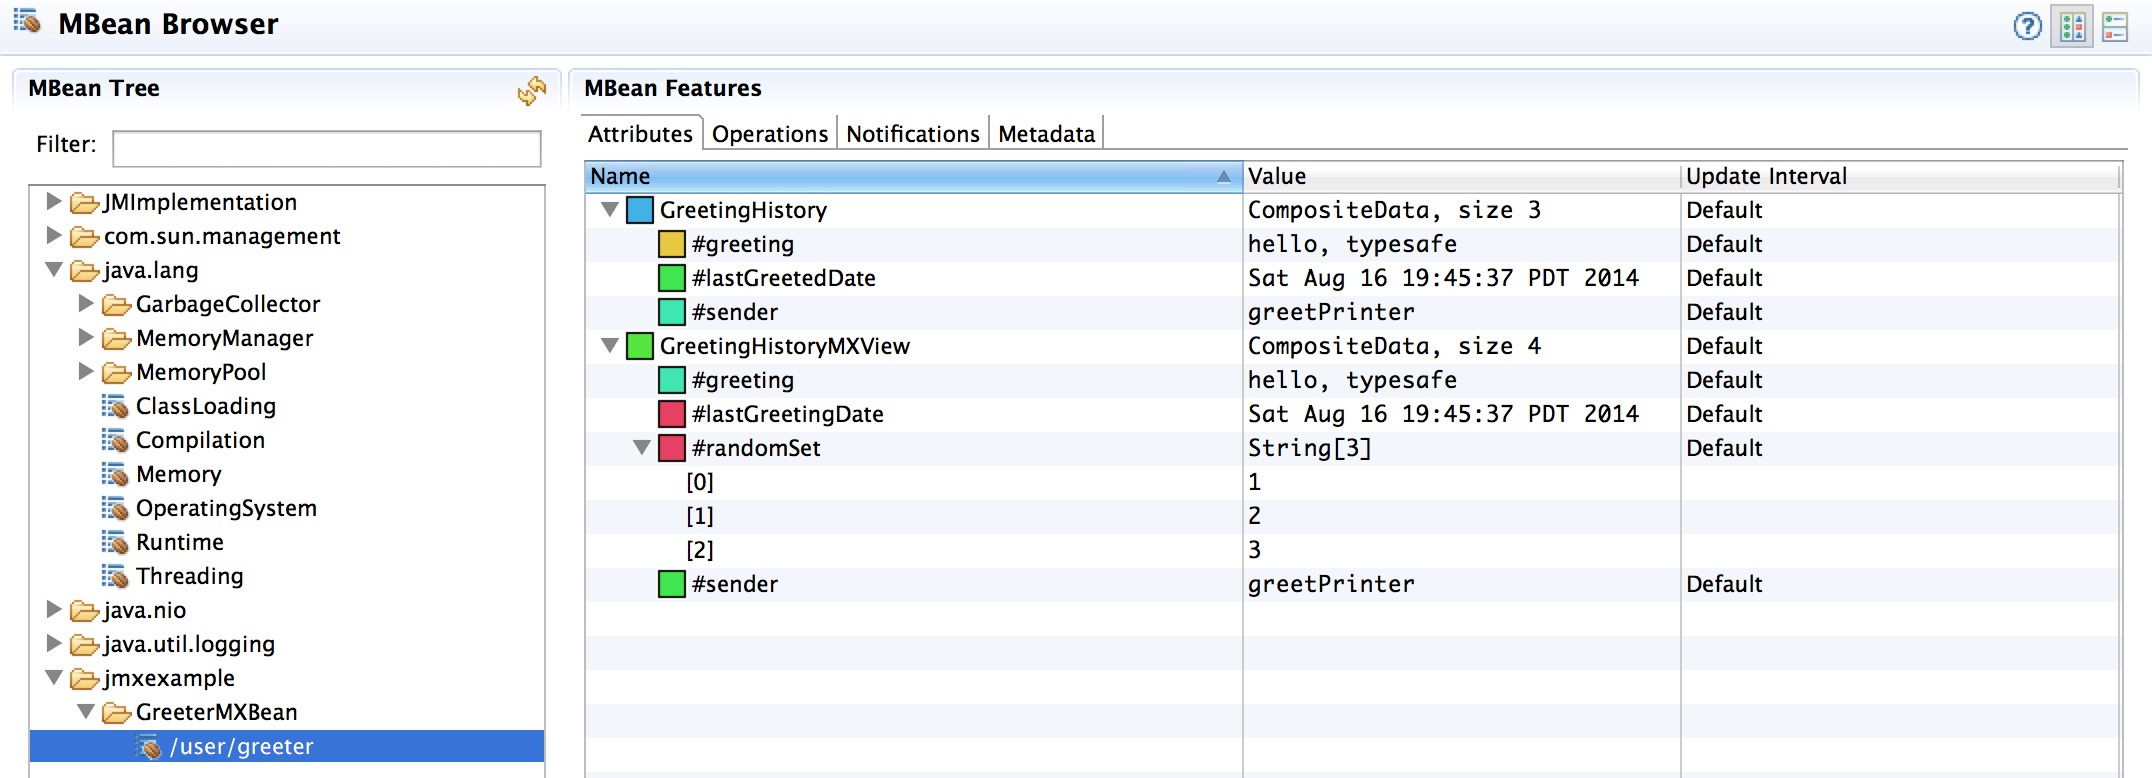 MBean Browser
MBean Tree
Filter:
JMImplementation
com.sun.management
java.lang
GarbageCollector
MemoryManager
MemoryPool
ClassLoading
Compilation
Memory
OperatingSystem
Runtime
Threading
java.nio
java.util.logging
jmxexample
GreeterMXBean
/user/greeter
MBean Features
Attributes Operations Notifications Metadata
Name Value Update Interval
GreetingHistory CompositeData, size 3 Default
#greeting hello, typesafe Default
#lastGreetedDate Sat Aug 16 19:45:37 PDT 2014 Default
#sender greetPrinter Default
GreetingHistoryMXView CompositeData, size 4 Default
#greeting hello, typesafe Default
#lastGreetingDate Sat Aug 16 19:45:37 PDT 2014 Default
#randomSet String[3] Default
[0] 1
[1] 2
[2] 3
#sender greetPrinter Default